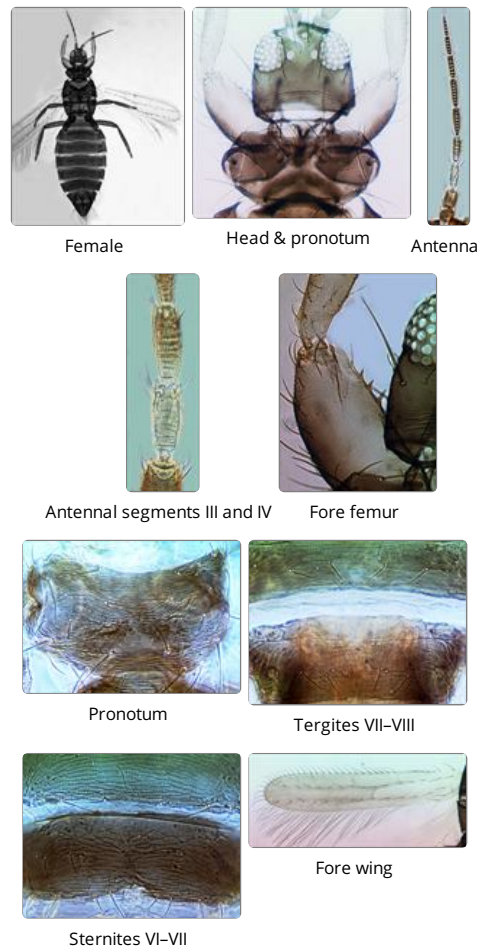 Female
Head & pronotum
Antenna
Antennal segments III and IV
Fore femur
Pronotum
Tergites VII–VIII
Sternites VI–VII
Fore wing